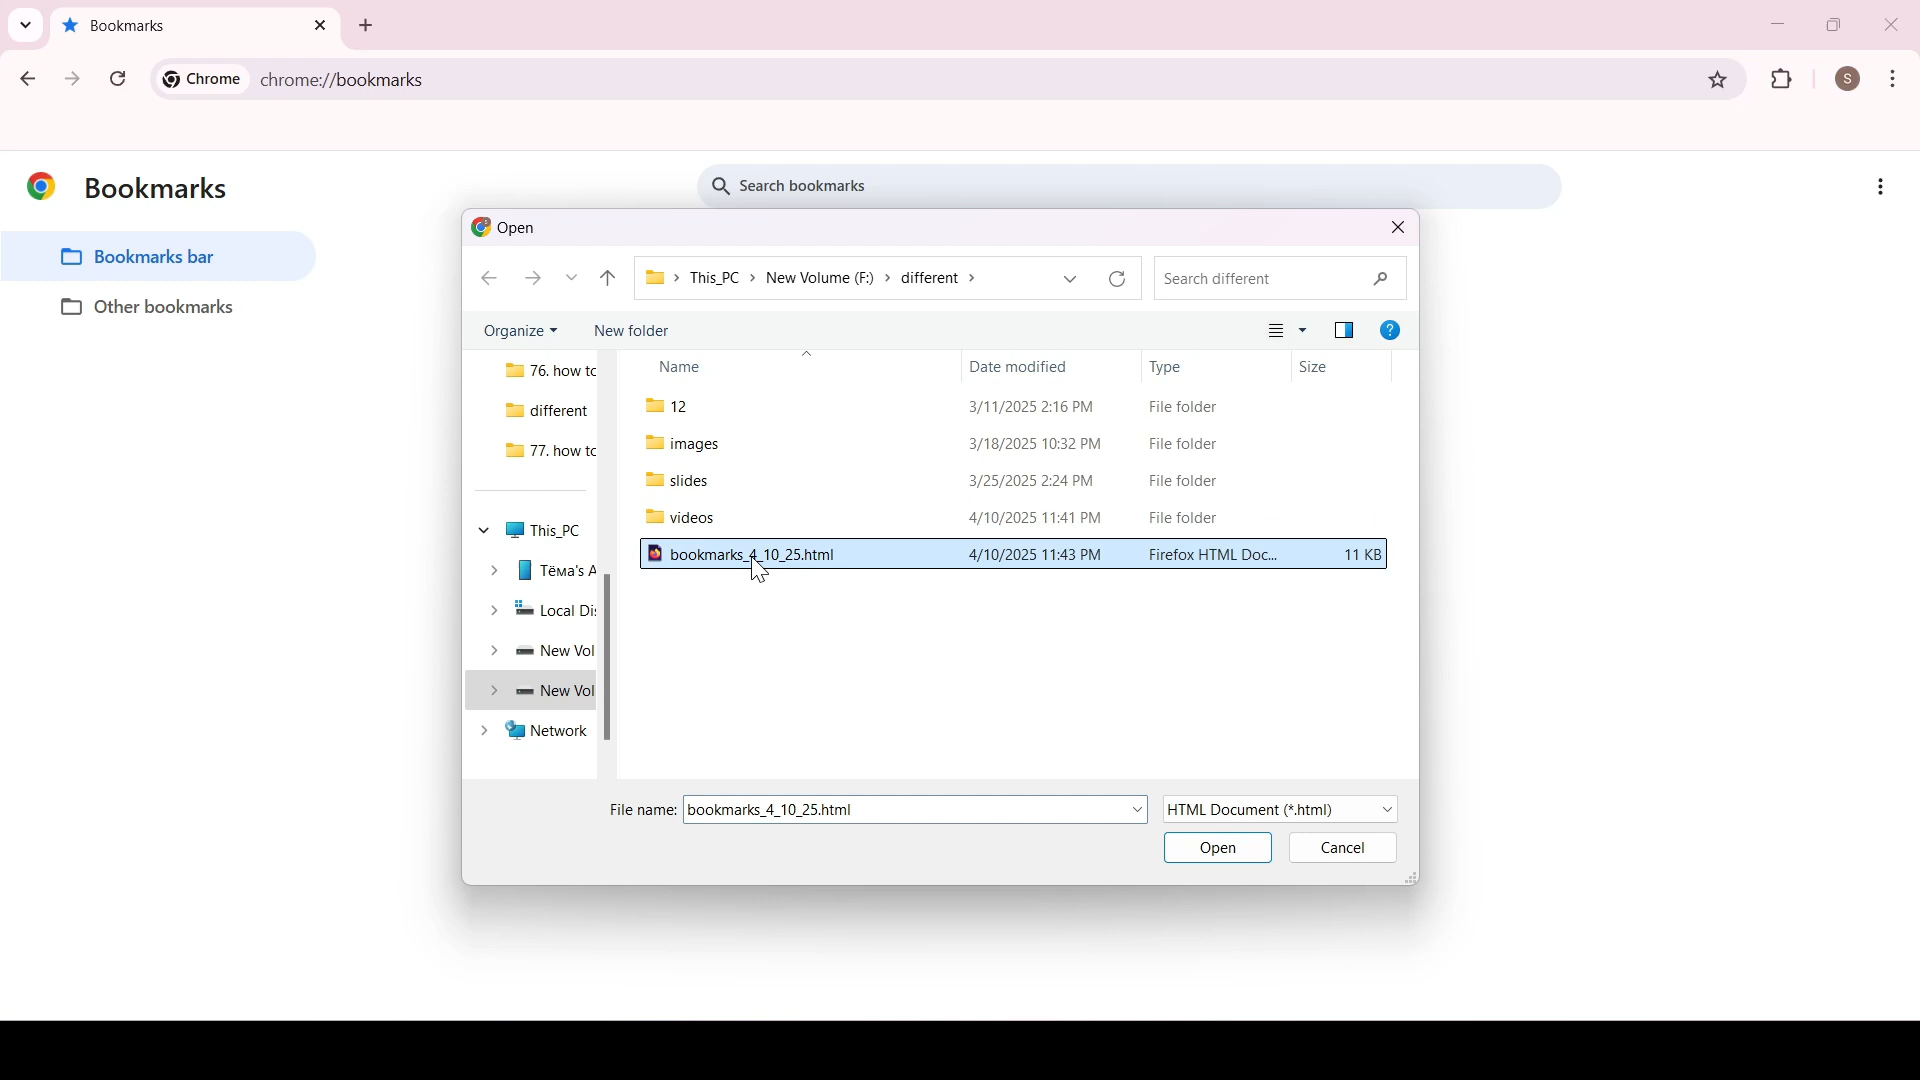 Bookmarks
Chrome chrome://bookmarks
S
Bookmarks
Search bookmarks
Bookmarks bar
Other bookmarks
Open
This_PC > New Volume (F:) > different >
Search different
Organize
New folder
76. how to
different
77. how to
This_PC
Тёма's A
Local Dis
New Vol
New Vol
Network
Name Date modified Type Size
12 3/11/2025 2:16 PM File folder
images 3/18/2025 10:32 PM File folder
slides 3/25/2025 2:24 PM File folder
videos 4/10/2025 11:41 PM File folder
bookmarks_4_10_25.html 4/10/2025 11:43 PM Firefox HTML Doc... 11 KB
File name: bookmarks_4_10_25.html HTML Document (*.html)
Open Cancel